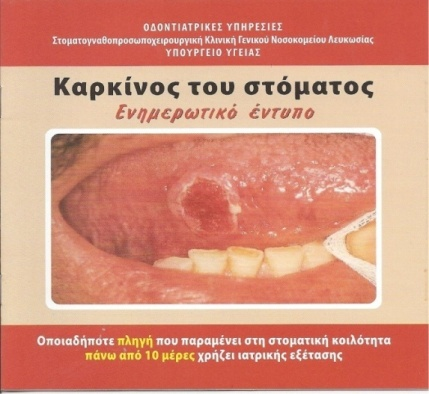 ΟΔΟΝΤΙΑΤΡΙΚΕΣ ΥΠΗΡΕΣΙΕΣ
Στοματογναθοπροσωποχειρουργική Κλινική Γενικού Νοσοκομείου Λευκωσίας
ΥΠΟΥΡΓΕΙΟ ΥΓΕΙΑΣ
Καρκίνος του στόματος
Ενημερωτικό έντυπο
Οποιαδήποτε πληγή που παραμένει στη στοματική κοιλότητα
πάνω από 10 μέρες χρήζει ιατρικής εξέτασης